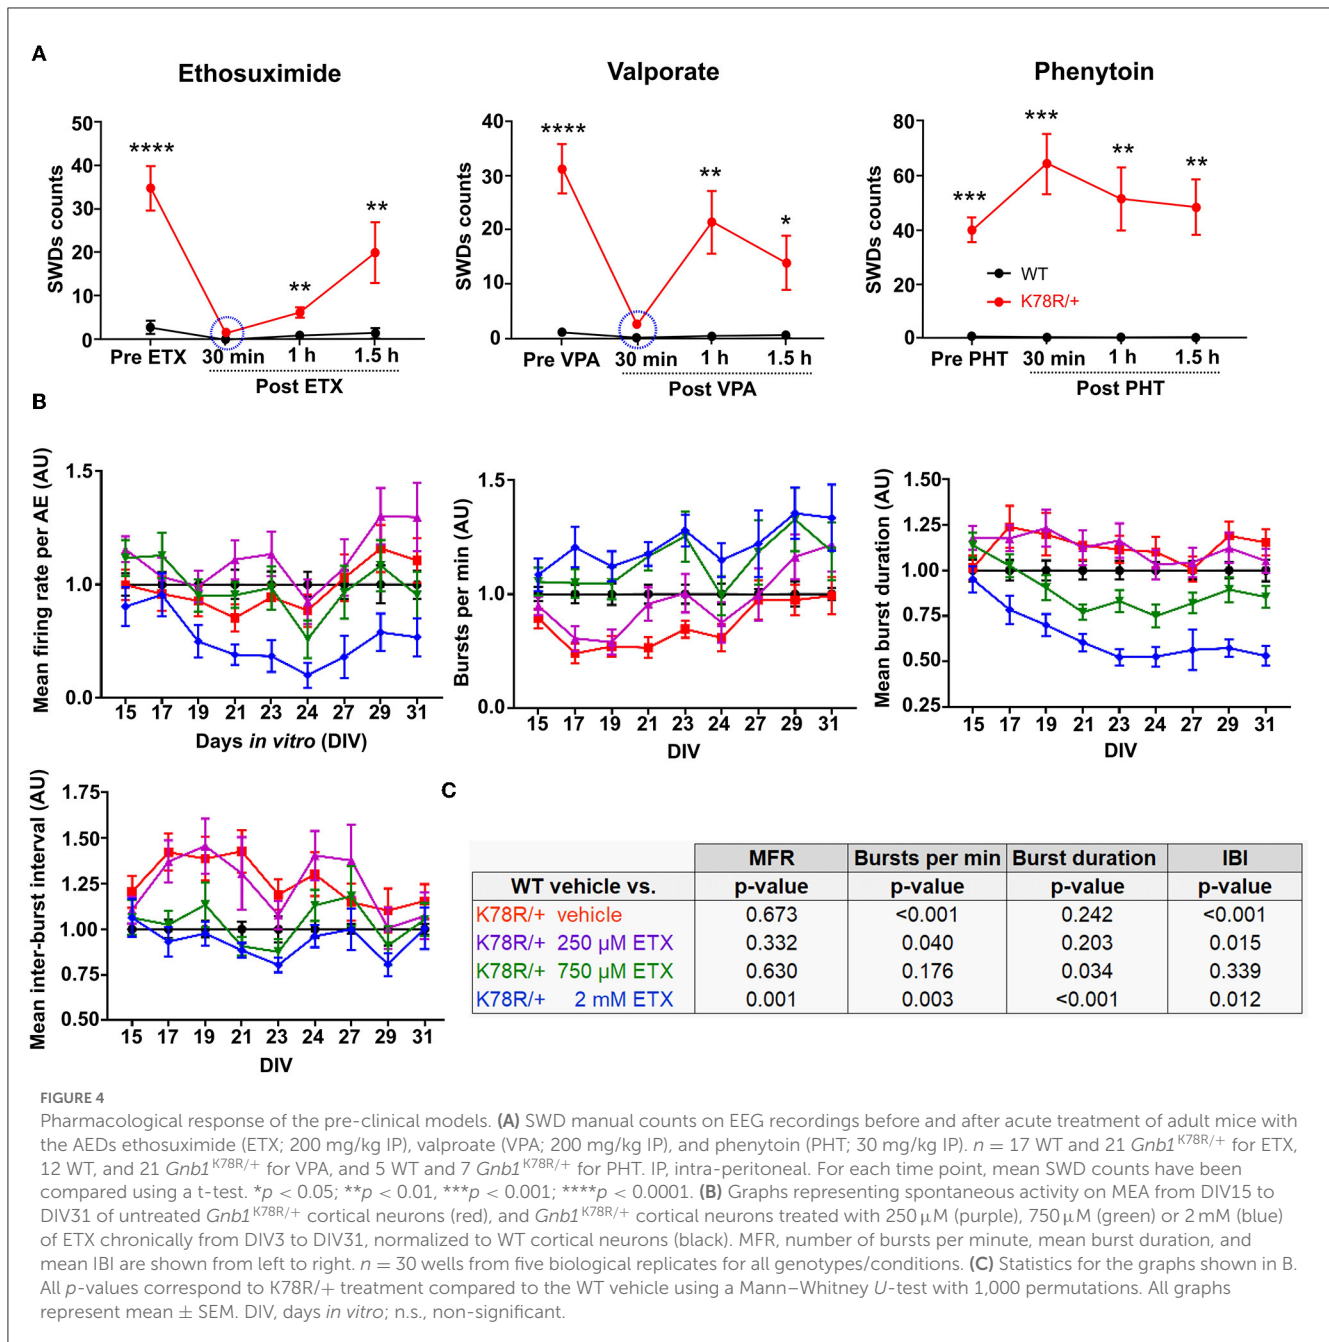 A
Ethosuximide
SWDs counts
50
40
30
20
10
0
****
**
**
Pre ETX 30 min 1 h 1.5 h
Post ETX
Valporate
SWDs counts
40
30
20
10
0
****
**
*
Pre VPA 30 min 1 h 1.5 h
Post VPA
Phenytoin
SWDs counts
80
60
40
20
0
***
***
**
**
WT
K78R/+
Pre PHT 30 min 1 h 1.5 h
Post PHT
B
Mean firing rate per AE (AU)
1.5
1.0
0.0
15 17 19 21 23 24 27 29 31
Days in vitro (DIV)
Bursts per min (AU)
1.5
1.0
0.0
15 17 19 21 23 24 27 29 31
DIV
Mean burst duration (AU)
1.50
1.25
1.00
0.75
0.50
0.25
15 17 19 21 23 24 27 29 31
DIV
Mean inter-burst interval (AU)
1.75
1.50
1.25
1.00
0.75
0.50
15 17 19 21 23 24 27 29 31
DIV
C
MFR Bursts per min Burst duration IBI
WT vehicle vs. p-value p-value p-value p-value
K78R/+ vehicle 0.673 <0.001 0.242 <0.001
K78R/+ 250 µM ETX 0.332 0.040 0.203 0.015
K78R/+ 750 µM ETX 0.630 0.176 0.034 0.339
K78R/+ 2 mM ETX 0.001 0.003 <0.001 0.012
FIGURE 4
Pharmacological response of the pre-clinical models. (A) SWD manual counts on EEG recordings before and after acute treatment of adult mice with
the AEDs ethosuximide (ETX; 200 mg/kg IP), valproate (VPA; 200 mg/kg IP), and phenytoin (PHT; 30 mg/kg IP). n = 17 WT and 21 Gnb1K78R/+ for ETX,
12 WT, and 21 Gnb1K78R/+ for VPA, and 5 WT and 7 Gnb1K78R/+ for PHT. IP, intra-peritoneal. For each time point, mean SWD counts have been
compared using a t-test. *p < 0.05; **p < 0.01, ***p < 0.001; ****p < 0.0001. (B) Graphs representing spontaneous activity on MEA from DIV15 to
DIV31 of untreated Gnb1K78R/+ cortical neurons (red), and Gnb1K78R/+ cortical neurons treated with 250 µM (purple), 750 µM (green) or 2 mM (blue)
of ETX chronically from DIV3 to DIV31, normalized to WT cortical neurons (black). MFR, number of bursts per minute, mean burst duration, and
mean IBI are shown from left to right. n = 30 wells from five biological replicates for all genotypes/conditions. (C) Statistics for the graphs shown in B.
All p-values correspond to K78R/+ treatment compared to the WT vehicle using a Mann–Whitney U-test with 1,000 permutations. All graphs
represent mean ± SEM. DIV, days in vitro; n.s., non-significant.